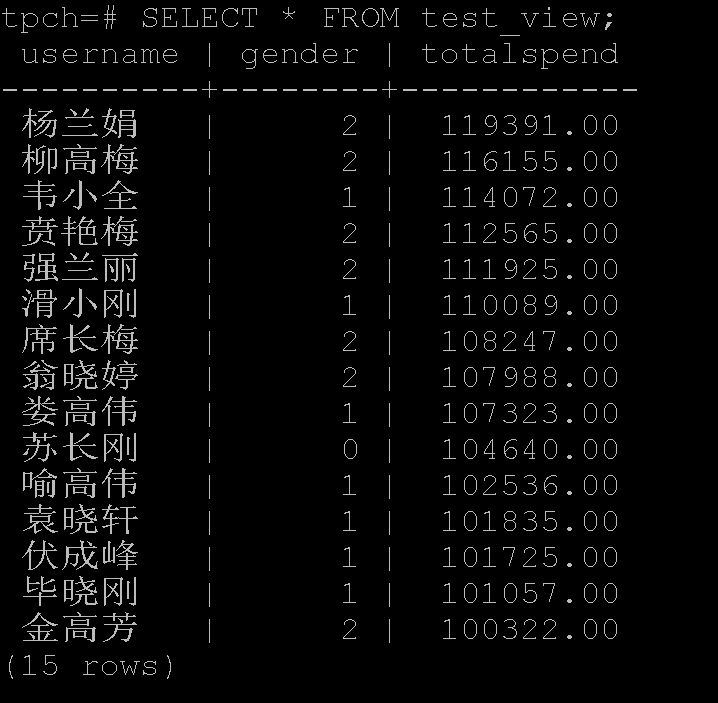 tpch=# SELECT * FROM test_view;
 username | gender | totalspend
----------+--------+------------
 杨兰娟   |      2 |  119391.00
 柳高梅   |      2 |  116155.00
 韦小全   |      1 |  114072.00
 贲艳梅   |      2 |  112565.00
 强兰丽   |      2 |  111925.00
 滑小刚   |      1 |  110089.00
 席长梅   |      2 |  108247.00
 翁晓婷   |      2 |  107988.00
 娄高伟   |      1 |  107323.00
 苏长刚   |      0 |  104640.00
 喻高伟   |      1 |  102536.00
 袁晓轩   |      1 |  101835.00
 伏成峰   |      1 |  101725.00
 毕晓刚   |      1 |  101057.00
 金高芳   |      2 |  100322.00
(15 rows)